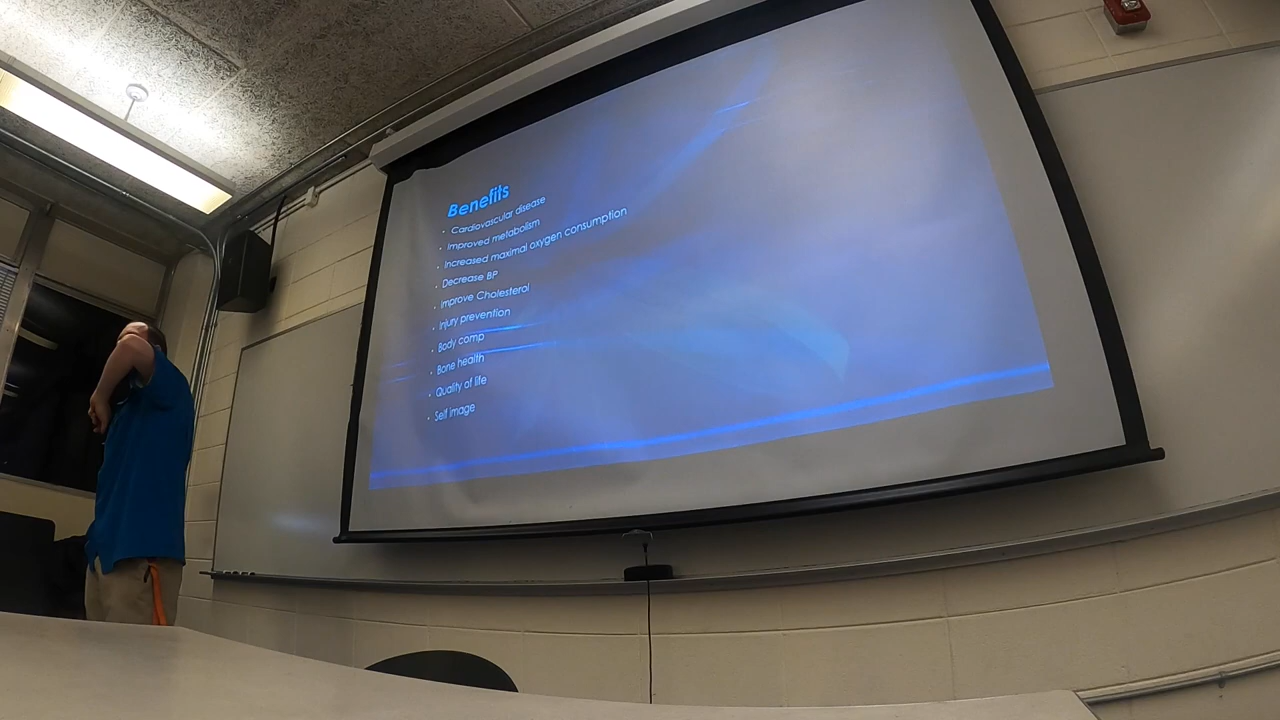 Benefits
• Cardiovascular disease
• Improved metabolism
• Increased maximal oxygen consumption
• Decrease BP
• Improve Cholesterol
• Injury prevention
• Body comp
• Bone health
• Quality of life
• Self image